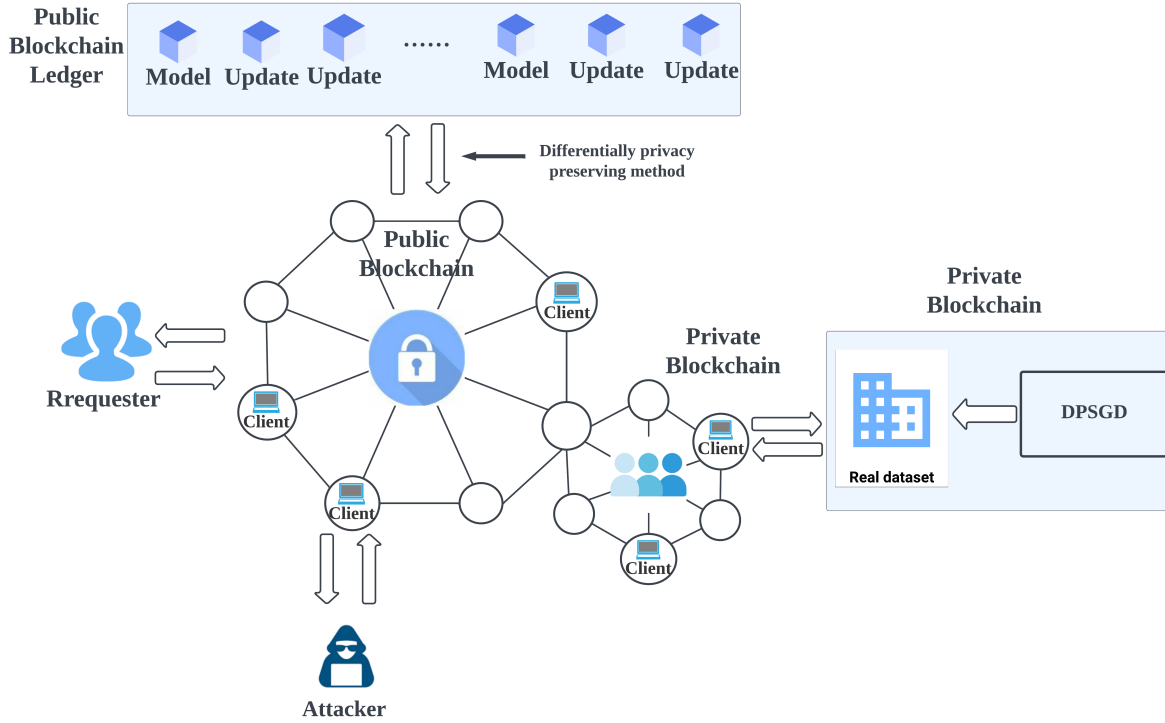 Public
Blockchain
Ledger
Model
Update
Update
......
Model
Update
Update
Differentially privacy
preserving method
Public
Blockchain
Client
Private
Blockchain
Private
Blockchain
Rrequester
Client
Client
Client
Client
DPSGD
Real dataset
Attacker